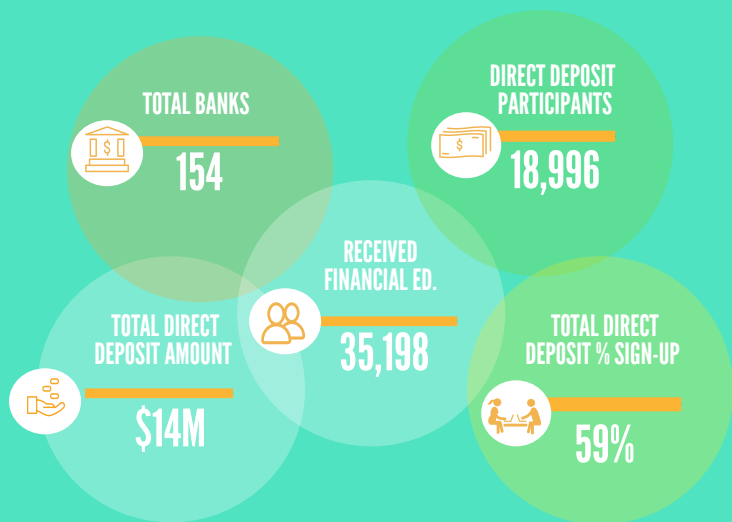 TOTAL BANKS
154
DIRECT DEPOSIT
PARTICIPANTS
18,996
RECEIVED
FINANCIAL ED.
35,198
TOTAL DIRECT
DEPOSIT AMOUNT
$14M
TOTAL DIRECT
DEPOSIT % SIGN-UP
59%